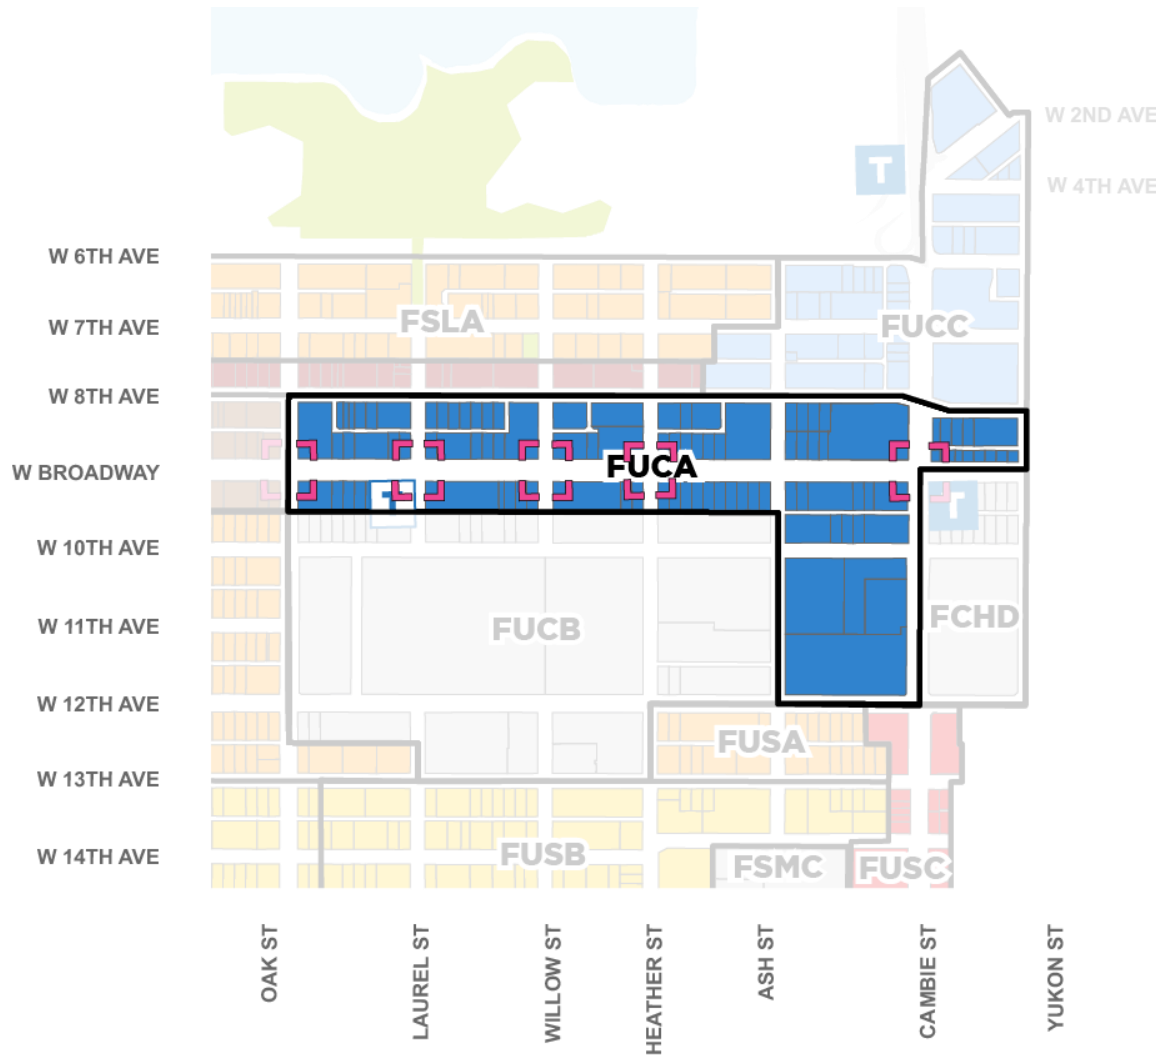 W 2ND AVE
T
W 4TH AVE
W 6TH AVE
W 7TH AVE
FSLA
FUCC
W 8TH AVE
W BROADWAY
FUCA
T
T
W 10TH AVE
W 11TH AVE
FUCB
FCHD
W 12TH AVE
FUSA
W 13TH AVE
W 14TH AVE
FUSB
FSMC
FUSC
OAK ST
LAUREL ST
WILLOW ST
HEATHER ST
ASH ST
CAMBIE ST
YUKON ST